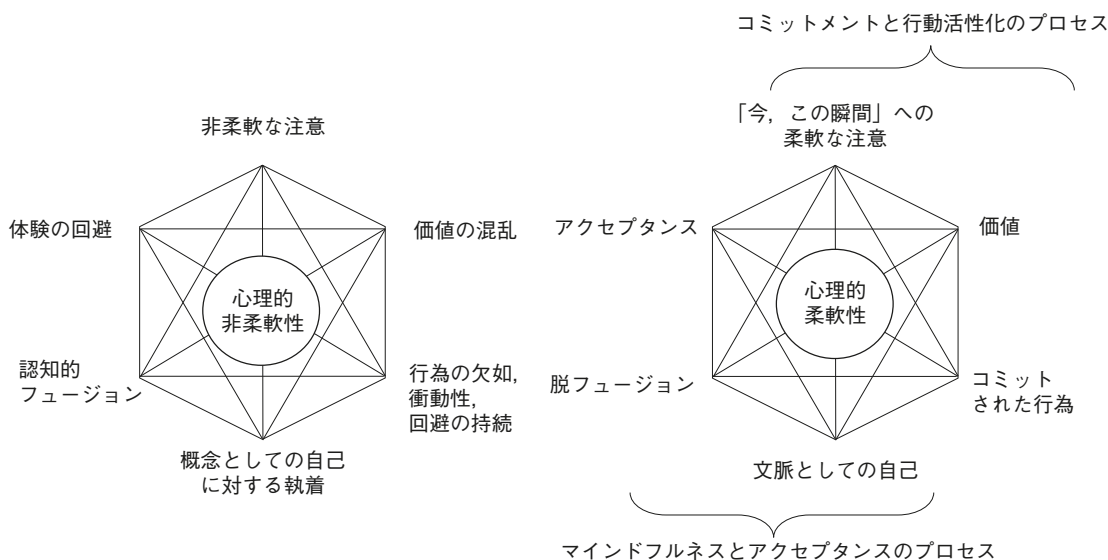 コミットメントと行動活性化のプロセス
非柔軟な注意
体験の回避
価値の混乱
心理的
非柔軟性
認知的
フュージョン
行為の欠如,
衝動性,
回避の持続
概念としての自己
に対する執着
「今，この瞬間」への
柔軟な注意
アクセプタンス
価値
心理的
柔軟性
脱フュージョン
コミット
された行為
文脈としての自己
マインドフルネスとアクセプタンスのプロセス